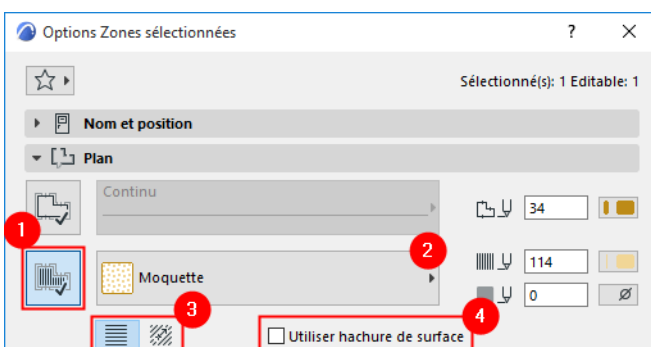 Options Zones sélectionnées ? ×
Sélectionné(s): 1 Editable: 1
Nom et position
Plan
Continu
34
1
2
Moquette
114
0
3
4
Utiliser hachure de surface